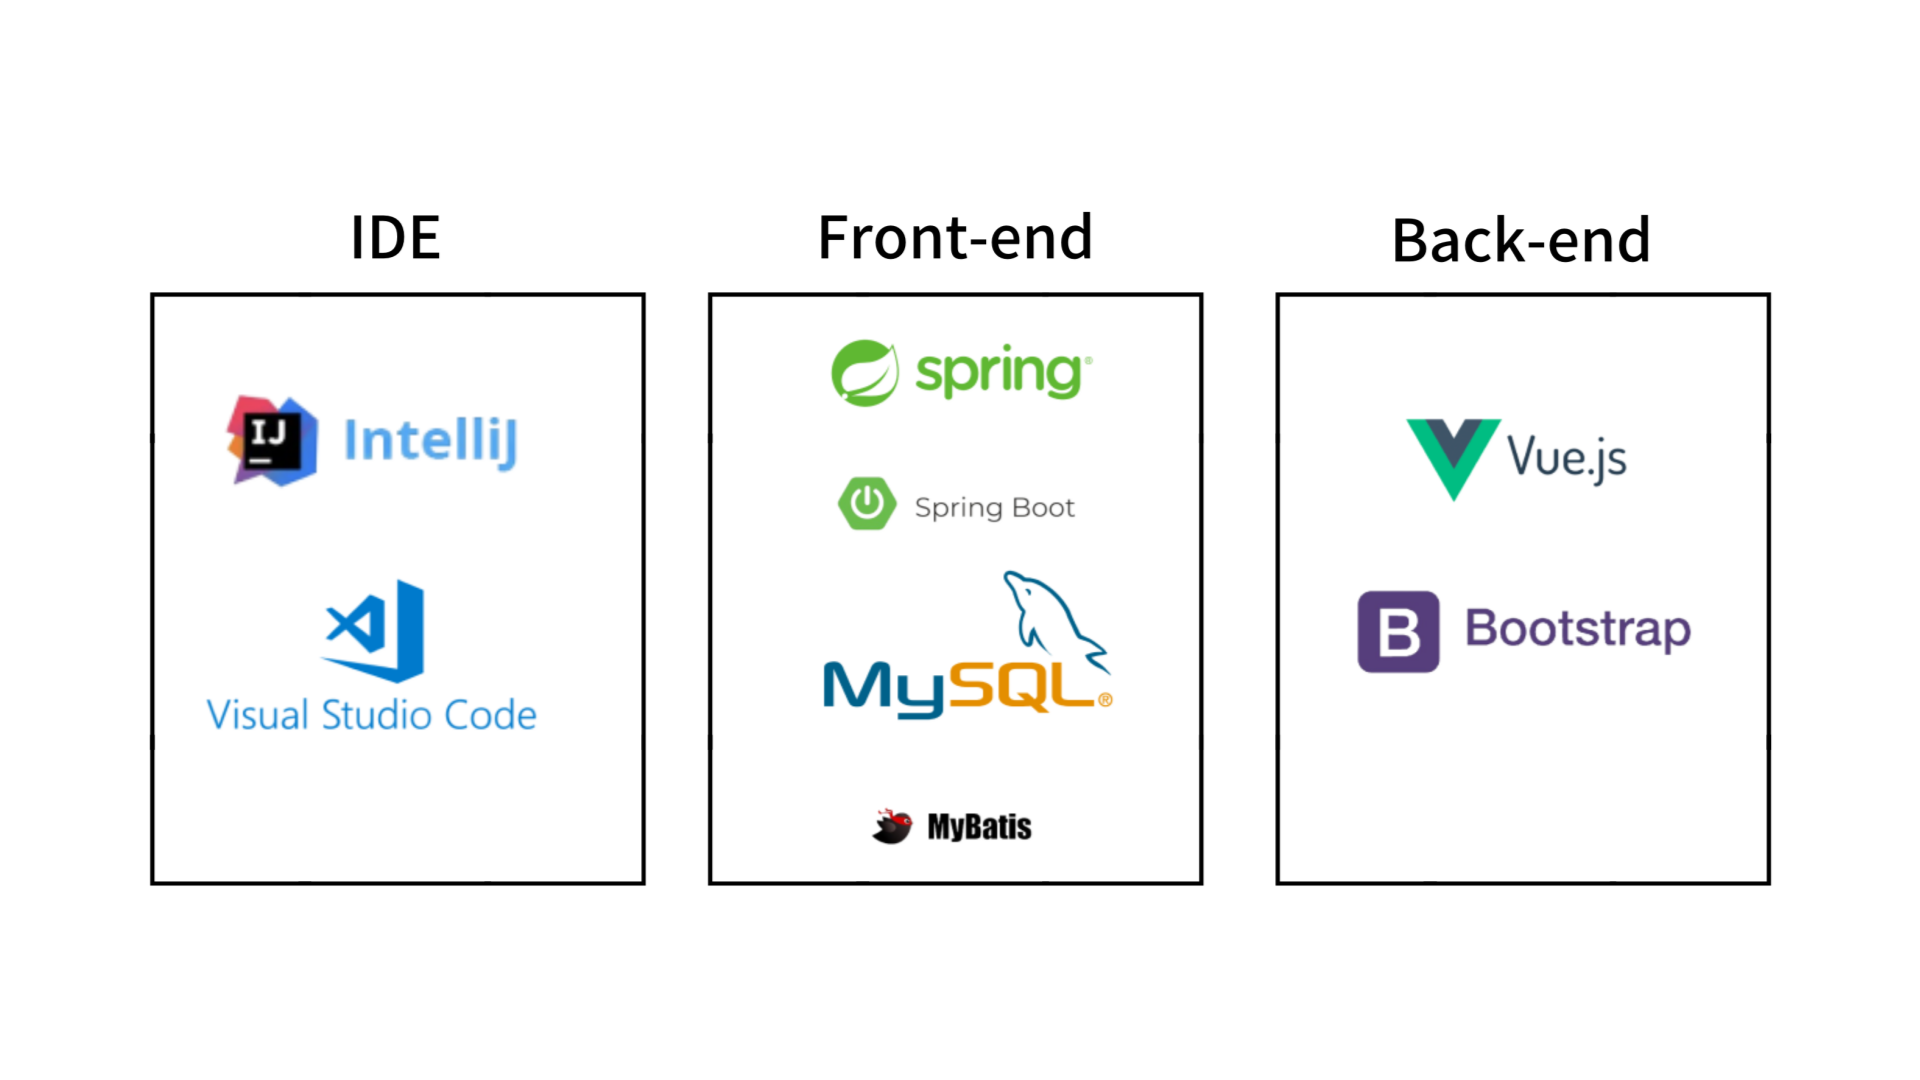 IDE
IJ
IntelliJ
Visual Studio Code
Front-end
spring®
Spring Boot
MySQL®
MyBatis
Back-end
Vue.js
B
Bootstrap